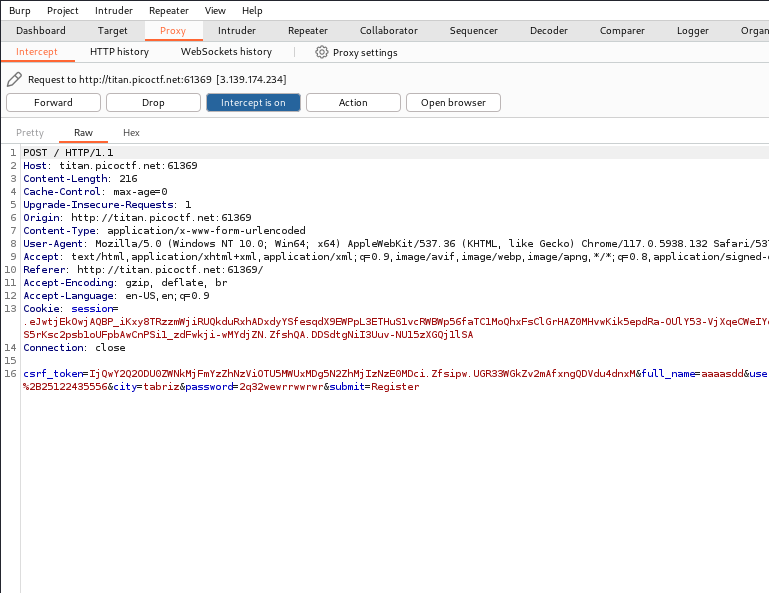 Burp Project Intruder Repeater View Help
Dashboard Target Proxy Intruder Repeater Collaborator Sequencer Decoder Comparer Logger Organ
Intercept HTTP history WebSockets history Proxy settings
Request to http://titan.picoctf.net:61369 [3.139.174.234]
Forward Drop Intercept is on Action Open browser
Pretty Raw Hex
1 POST / HTTP/1.1
2 Host: titan.picoctf.net:61369
3 Content-Length: 216
4 Cache-Control: max-age=0
5 Upgrade-Insecure-Requests: 1
6 Origin: http://titan.picoctf.net:61369
7 Content-Type: application/x-www-form-urlencoded
8 User-Agent: Mozilla/5.0 (Windows NT 10.0; Win64; x64) AppleWebKit/537.36 (KHTML, like Gecko) Chrome/117.0.5938.132 Safari/537
9 Accept: text/html,application/xhtml+xml,application/xml;q=0.9,image/avif,image/webp,image/apng,*/*;q=0.8,application/signed-
10 Referer: http://titan.picoctf.net:61369/
11 Accept-Encoding: gzip, deflate, br
12 Accept-Language: en-US,en;q=0.9
13 Cookie: session=
.eJwtjEkOwjAQBP_iKxy8TRzzmWjiRUQkduRxhADxdyYSfesqdX9EWPpL3ETHuS1vcRWBWp56faTC1MoQhxFsClGrHAZ0MHvwKik5epdRa-OUlY53-VjXqeCWeIY
S5rKsc2psb1oUFpbAwCnPSi1_zdFwkji-wMYdjZN.ZfshQA.DDSdtgNiI3Uuv-NU15zXGQj1lSA
14 Connection: close
15
16 csrf_token=IjQwY2Q2ODU0ZWNkMjFmYzZhNzViOTU5MWUxMDg5N2ZhMjIzNzE0MDci.Zfsipw.UGR33WGkZv2mAfxngQDVdu4dnxM&full_name=aaaasdd&use
%2B25122435556&city=tabriz&password=2q32wewrrwwrwr&submit=Register